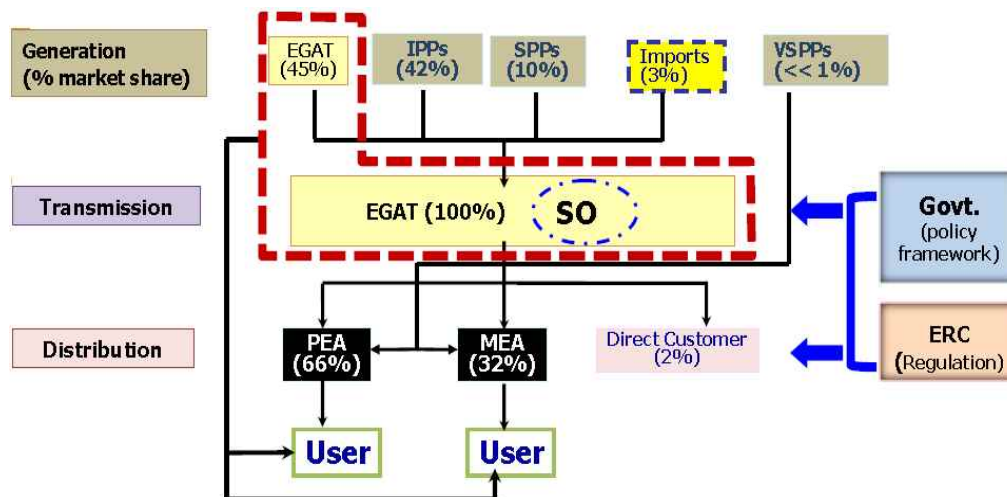 Generation
(% market share)
EGAT
(45%)
IPPs
(42%)
SPPs
(10%)
Imports
(3%)
VSPPs
(<< 1%)
Transmission
EGAT (100%)
SO
Govt.
(policy
framework)
Distribution
PEA
(66%)
MEA
(32%)
Direct Customer
(2%)
ERC
(Regulation)
User
User